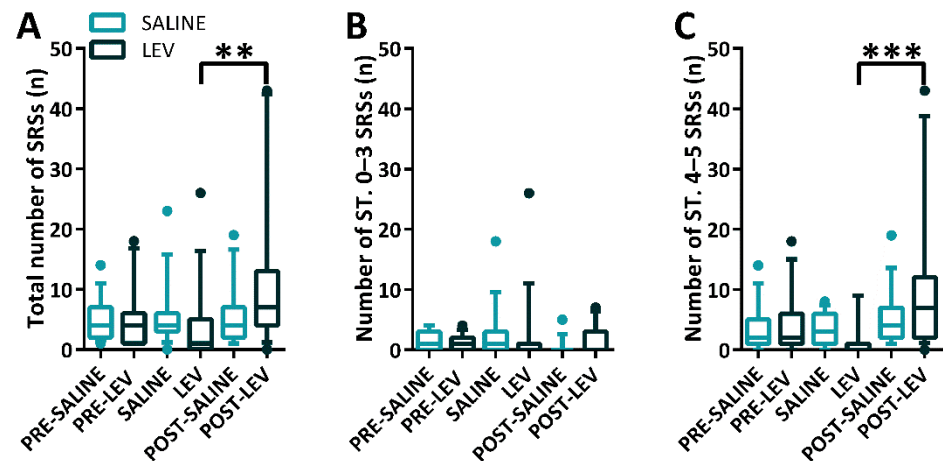 A
SALINE
LEV
Total number of SRSs (n)
50
40
30
20
10
0
**
PRE-SALINE
PRE-LEV
SALINE
LEV
POST-SALINE
POST-LEV
B
Number of ST. 0–3 SRSs (n)
50
40
30
20
10
0
PRE-SALINE
PRE-LEV
SALINE
LEV
POST-SALINE
POST-LEV
C
Number of ST. 4–5 SRSs (n)
50
40
30
20
10
0
***
PRE-SALINE
PRE-LEV
SALINE
LEV
POST-SALINE
POST-LEV